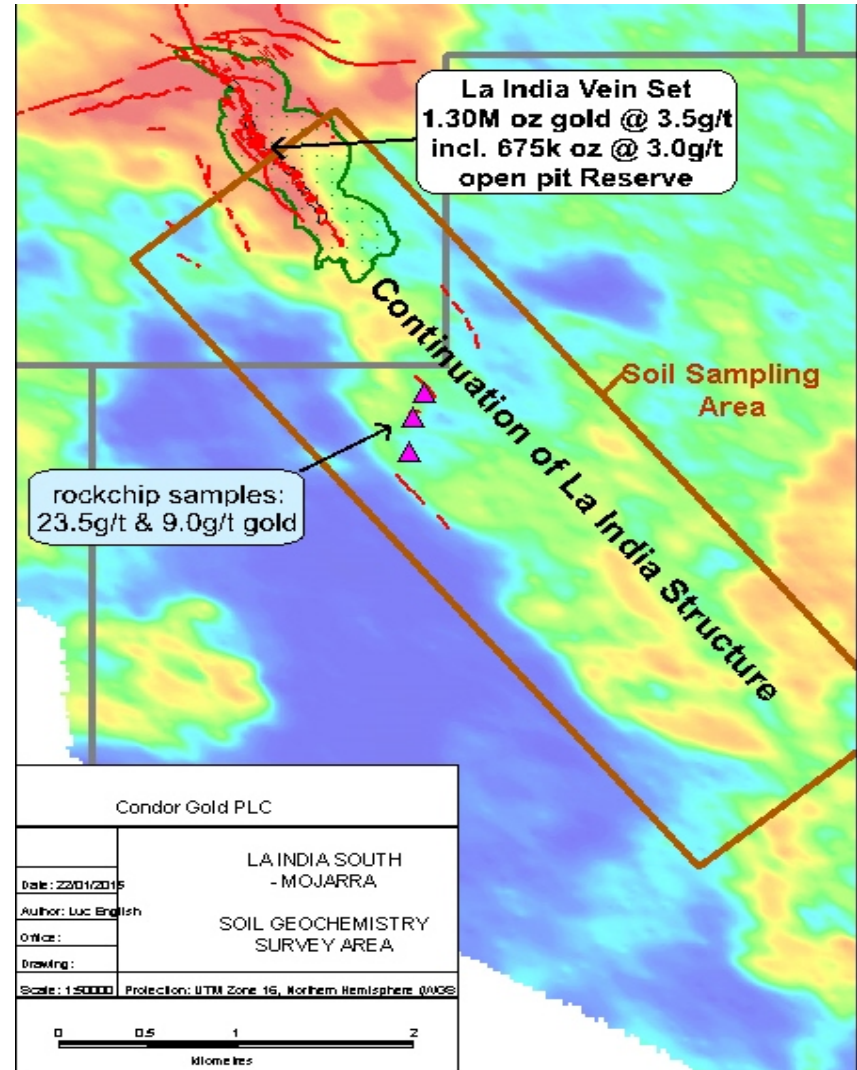 La India Vein Set
1.30M oz gold @ 3.5g/t
incl. 675k oz @ 3.0g/t
open pit Reserve
Continuation of La India Structure
Soil Sampling
Area
rockchip samples:
23.5g/t & 9.0g/t gold
Condor Gold PLC
LA INDIA SOUTH
- MOJARRA
SOIL GEOCHEMISTRY
SURVEY AREA
Date: 22/01/2015
Author: Luc English
Office:
Drawing:
Scale: 1:50000
Projection: UTM Zone 16, Northern Hemisphere (WGS
0 0.5 1 2
kilometres